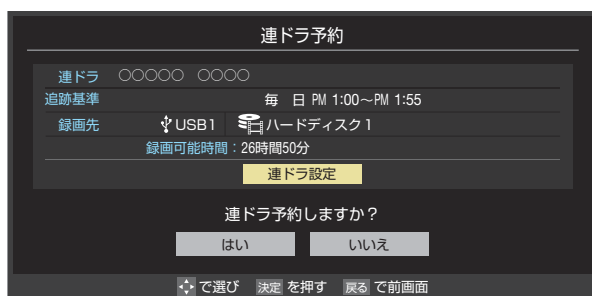 連ドラ予約
連ドラ ○○○○○ ○○○○
追跡基準 毎 日 PM 1:00～PM 1:55
録画先 USB1 ハードディスク1
録画可能時間：26時間50分
連ドラ設定
連ドラ予約しますか？
はい いいえ
で選び 決定 を押す 戻る で前画面